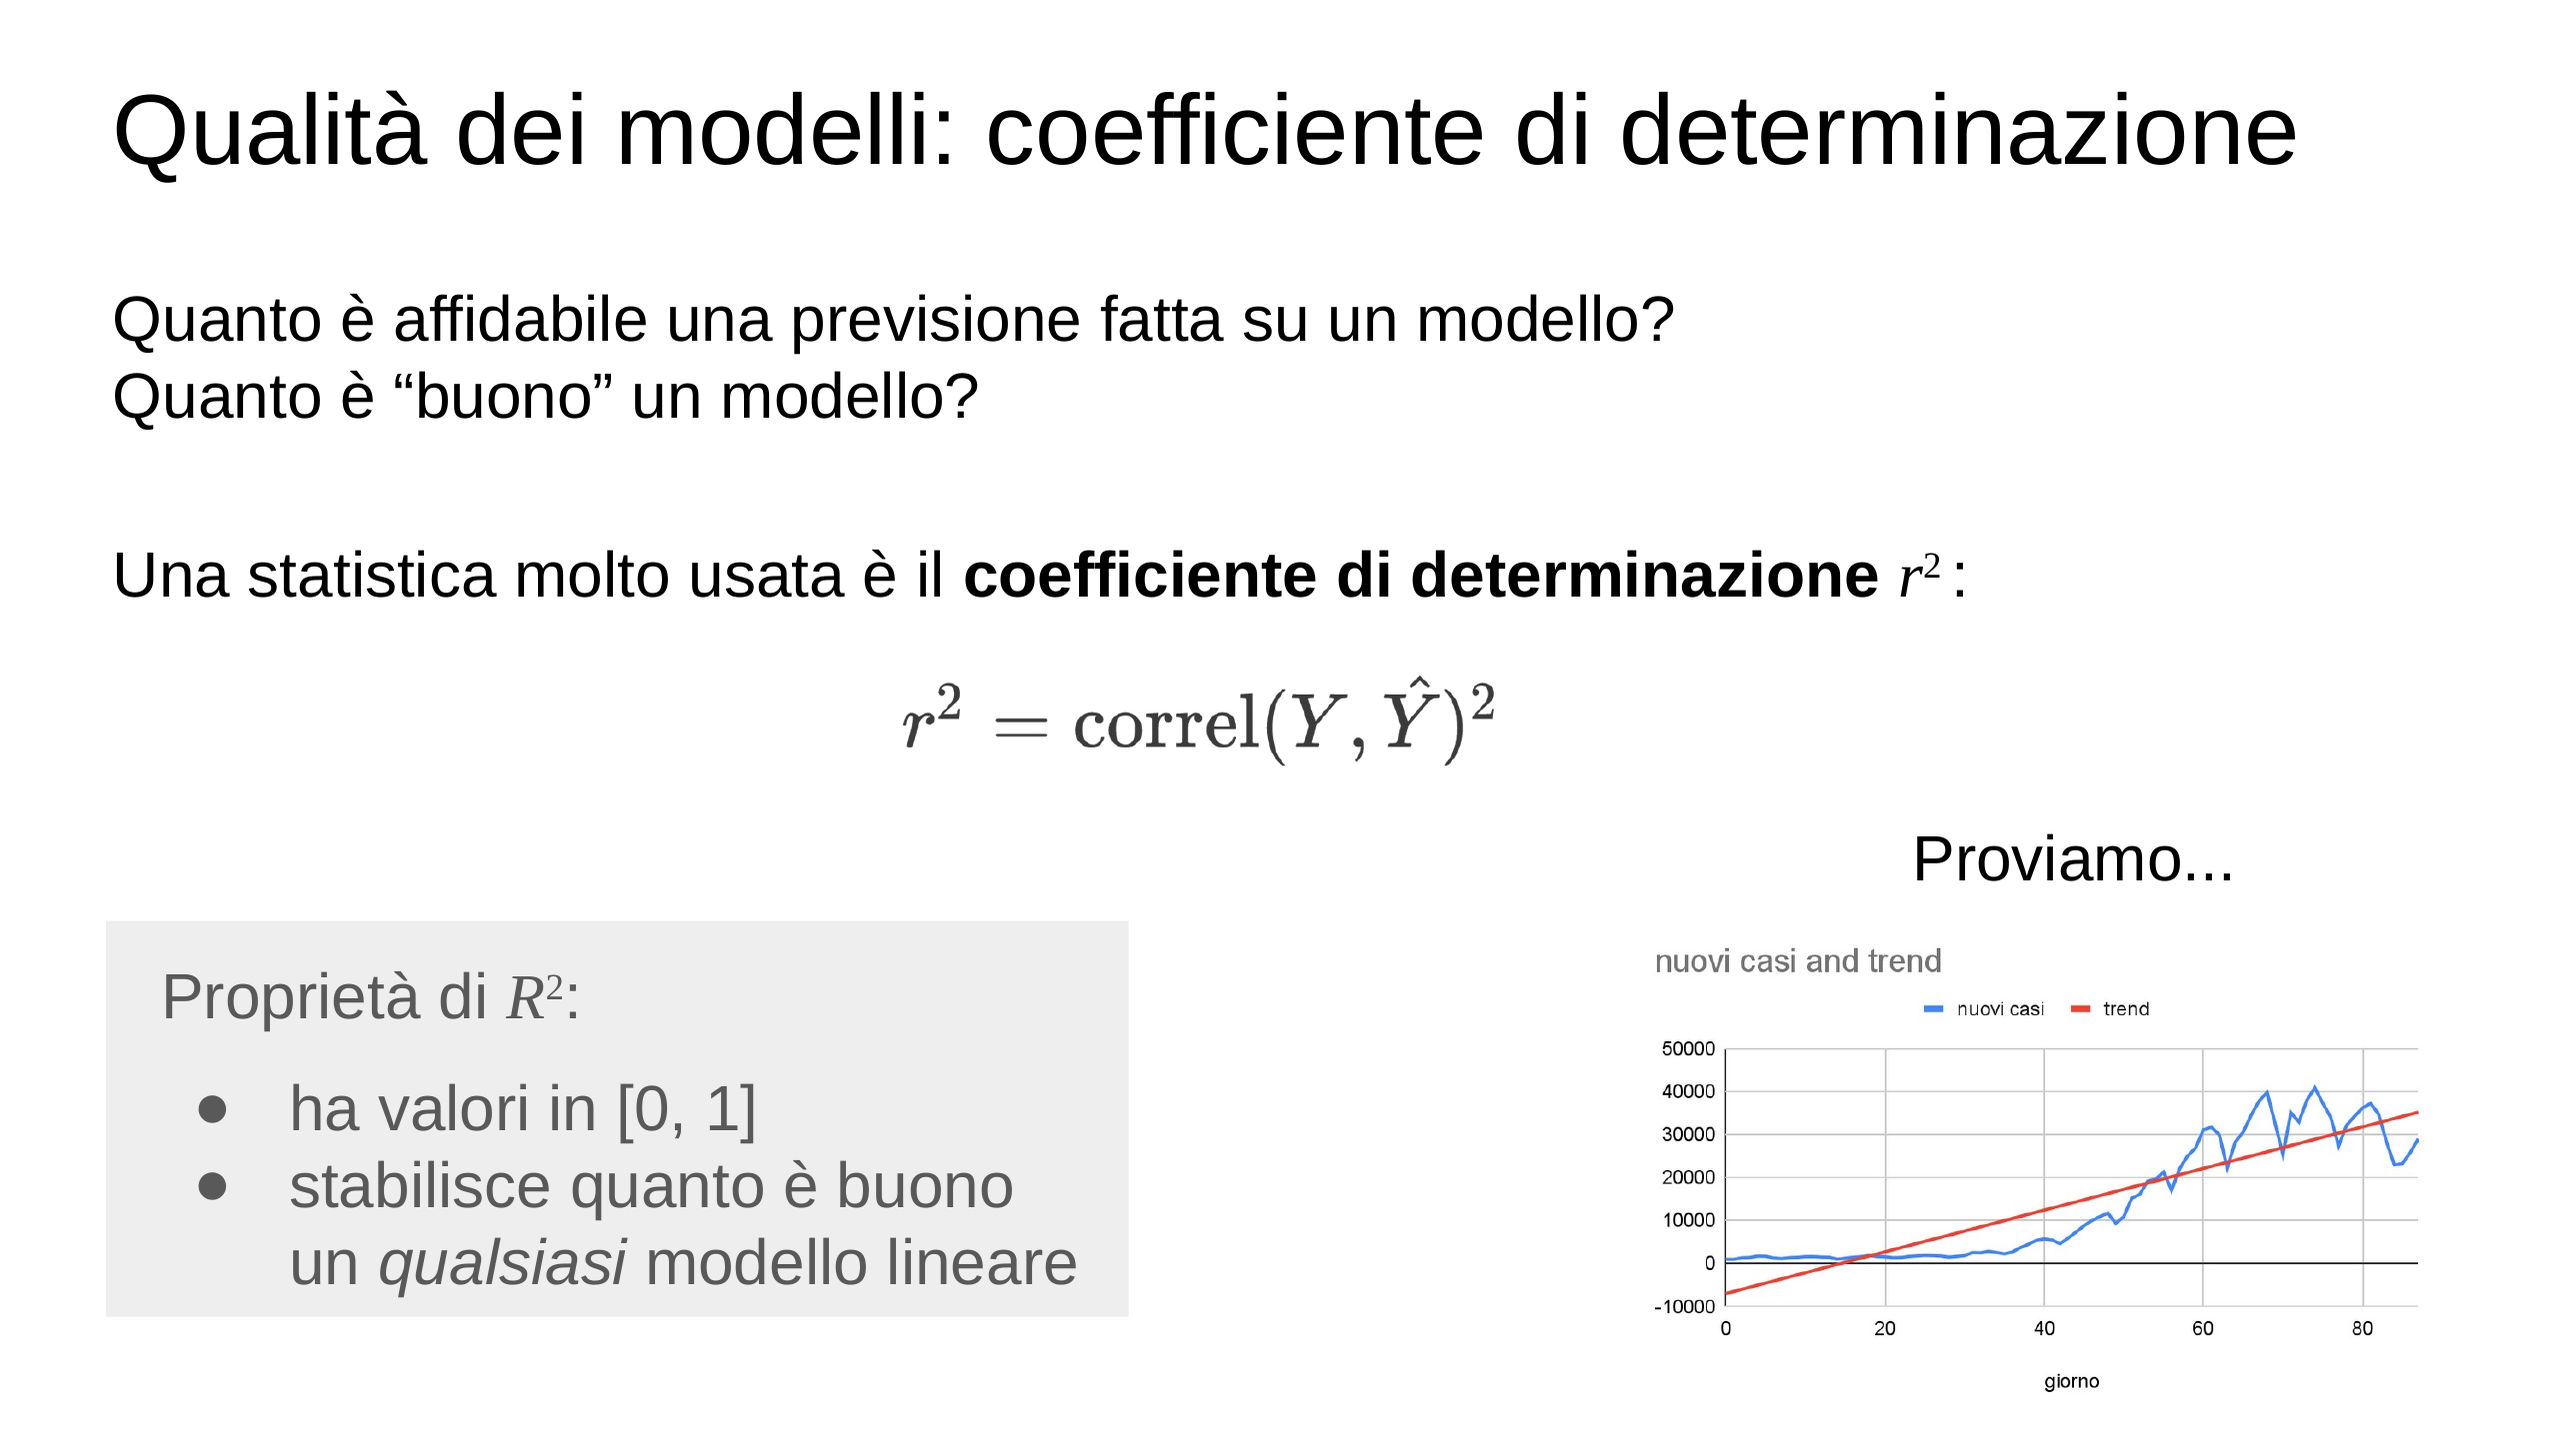 Qualità dei modelli: coefficiente di determinazione
Quanto è affidabile una previsione fatta su un modello?
Quanto è “buono” un modello?
Una statistica molto usata è il coefficiente di determinazione r² :
r² = correl(Y, Ŷ)²
Proviamo...
Proprietà di R²:
● ha valori in [0, 1]
● stabilisce quanto è buono
un qualsiasi modello lineare
nuovi casi and trend
nuovi casi trend
50000
40000
30000
20000
10000
0
-10000
0 20 40 60 80
giorno